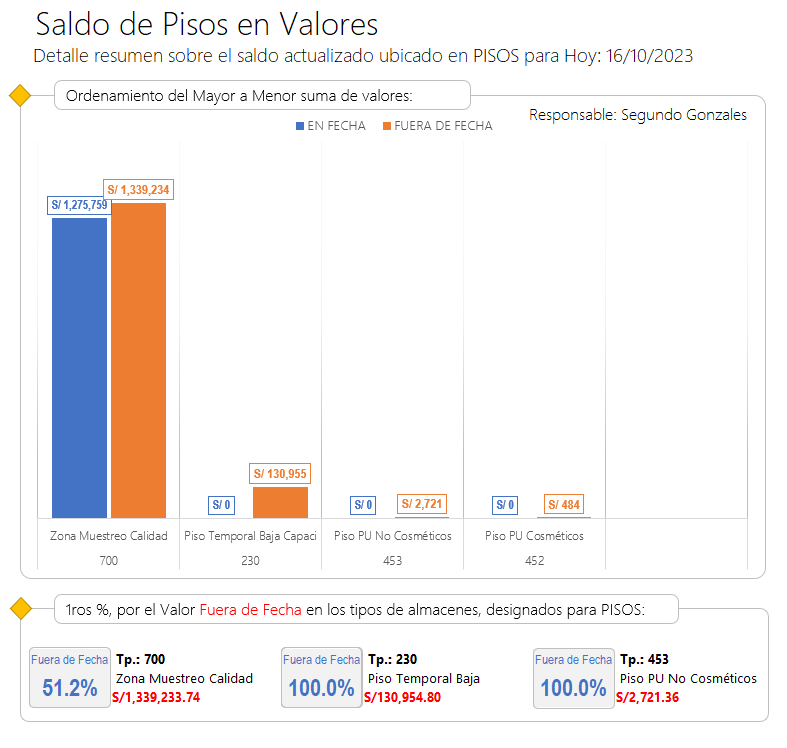 Saldo de Pisos en Valores
Detalle resumen sobre el saldo actualizado ubicado en PISOS para Hoy: 16/10/2023
Ordenamiento del Mayor a Menor suma de valores:
Responsable: Segundo Gonzales
EN FECHA FUERA DE FECHA
S/ 1,339,234
S/ 1,275,759
S/ 130,955
S/ 0 S/ 0 S/ 2,721 S/ 0 S/ 484
Zona Muestreo Calidad Piso Temporal Baja Capaci Piso PU No Cosméticos Piso PU Cosméticos
700 230 453 452
1ros %, por el Valor Fuera de Fecha en los tipos de almacenes, designados para PISOS:
Fuera de Fecha Tp.: 700 Fuera de Fecha Tp.: 230 Fuera de Fecha Tp.: 453
51.2% Zona Muestreo Calidad 100.0% Piso Temporal Baja 100.0% Piso PU No Cosméticos
S/1,339,233.74 S/130,954.80 S/2,721.36